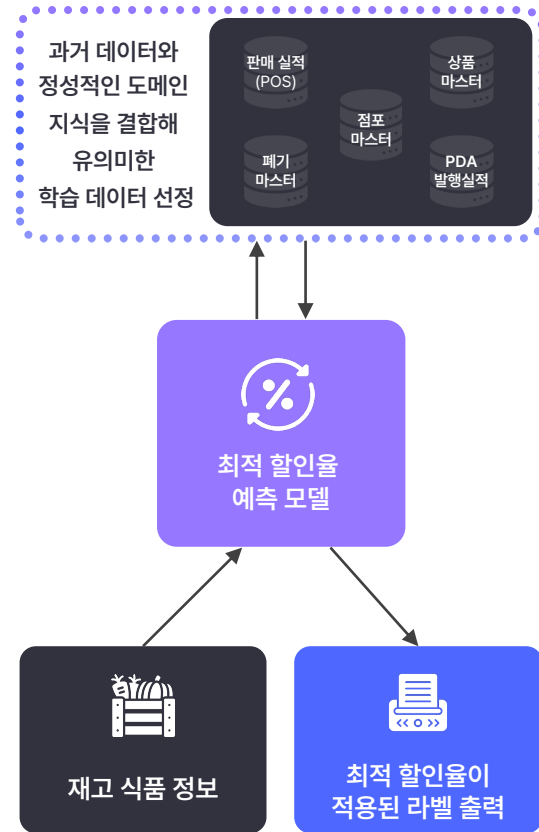 과거 데이터와
정성적인 도메인
지식을 결합해
유의미한
학습 데이터 선정
판매 실적
(POS)
상품
마스터
점포
마스터
폐기
마스터
PDA
발행실적
최적 할인율
예측 모델
재고 식품 정보
최적 할인율이
적용된 라벨 출력